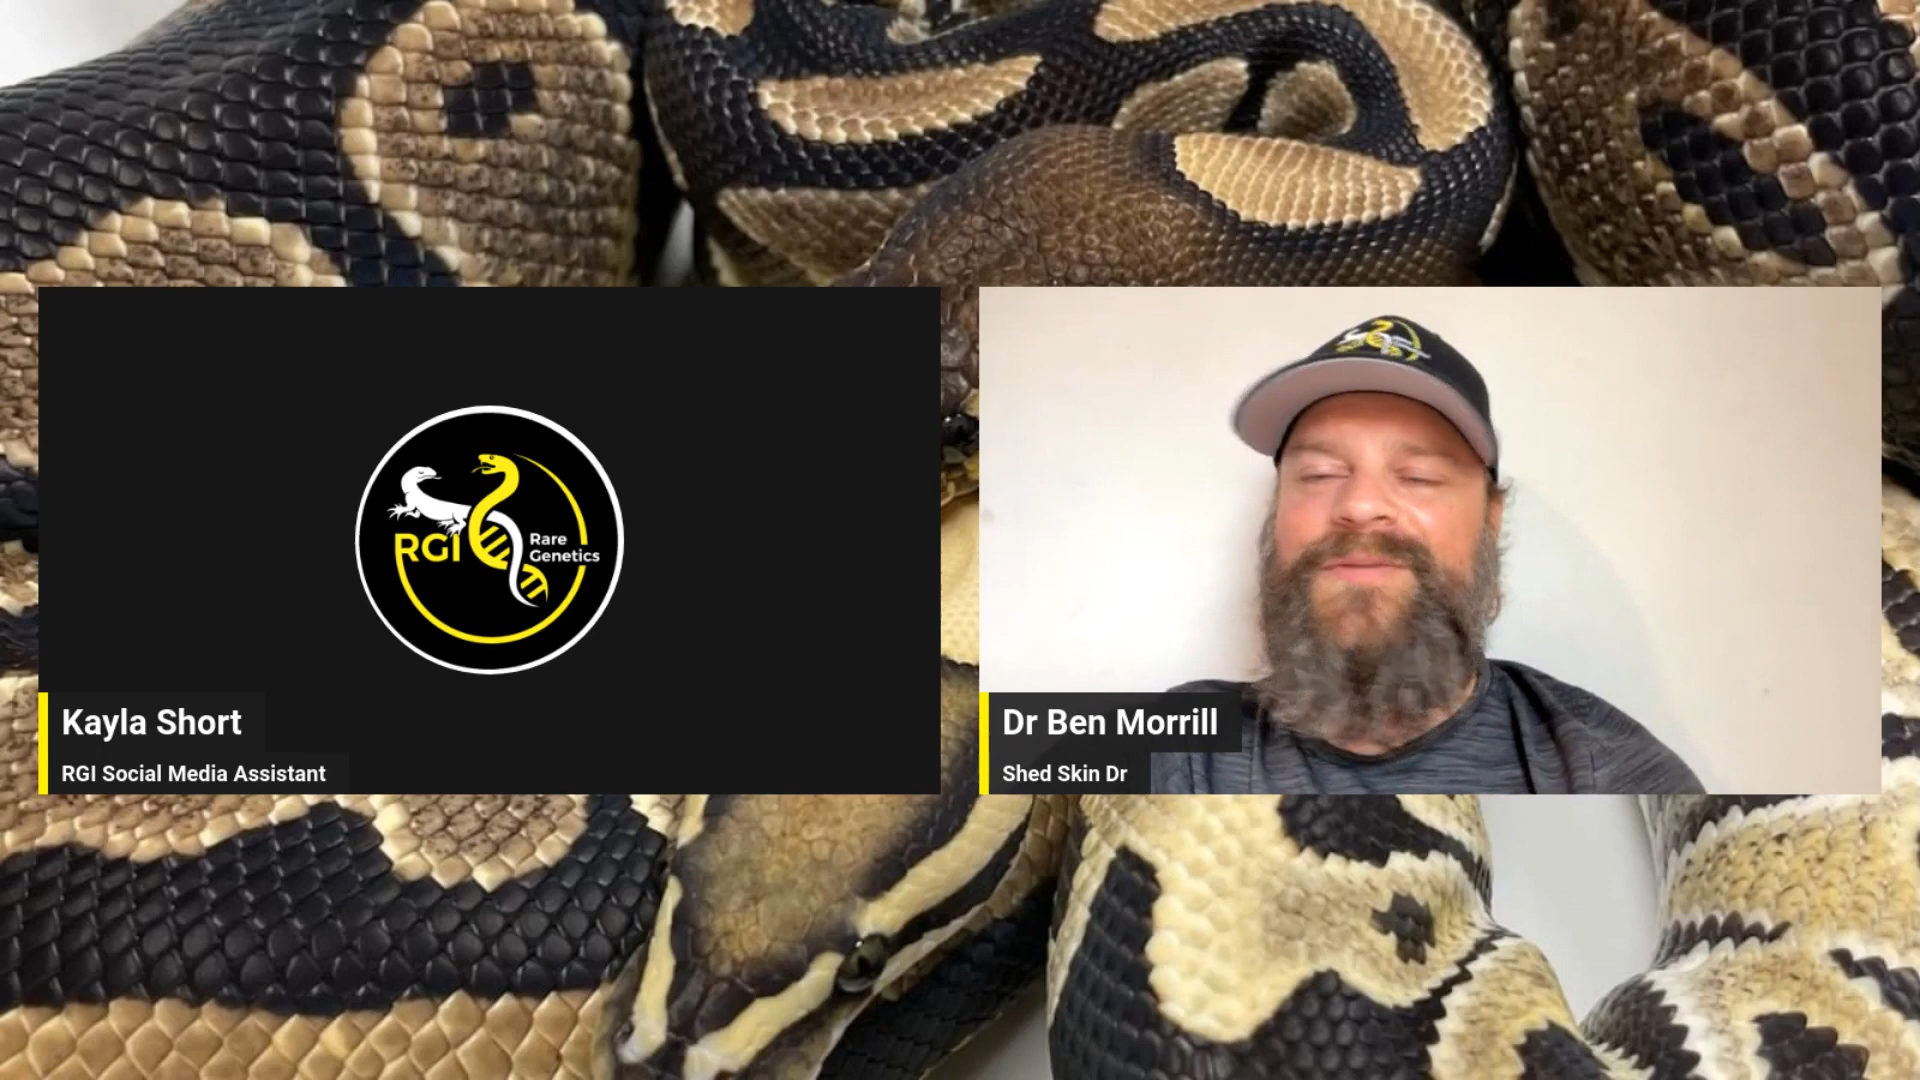 RGI
Rare
Genetics
Kayla Short
RGI Social Media Assistant
Dr Ben Morrill
Shed Skin Dr